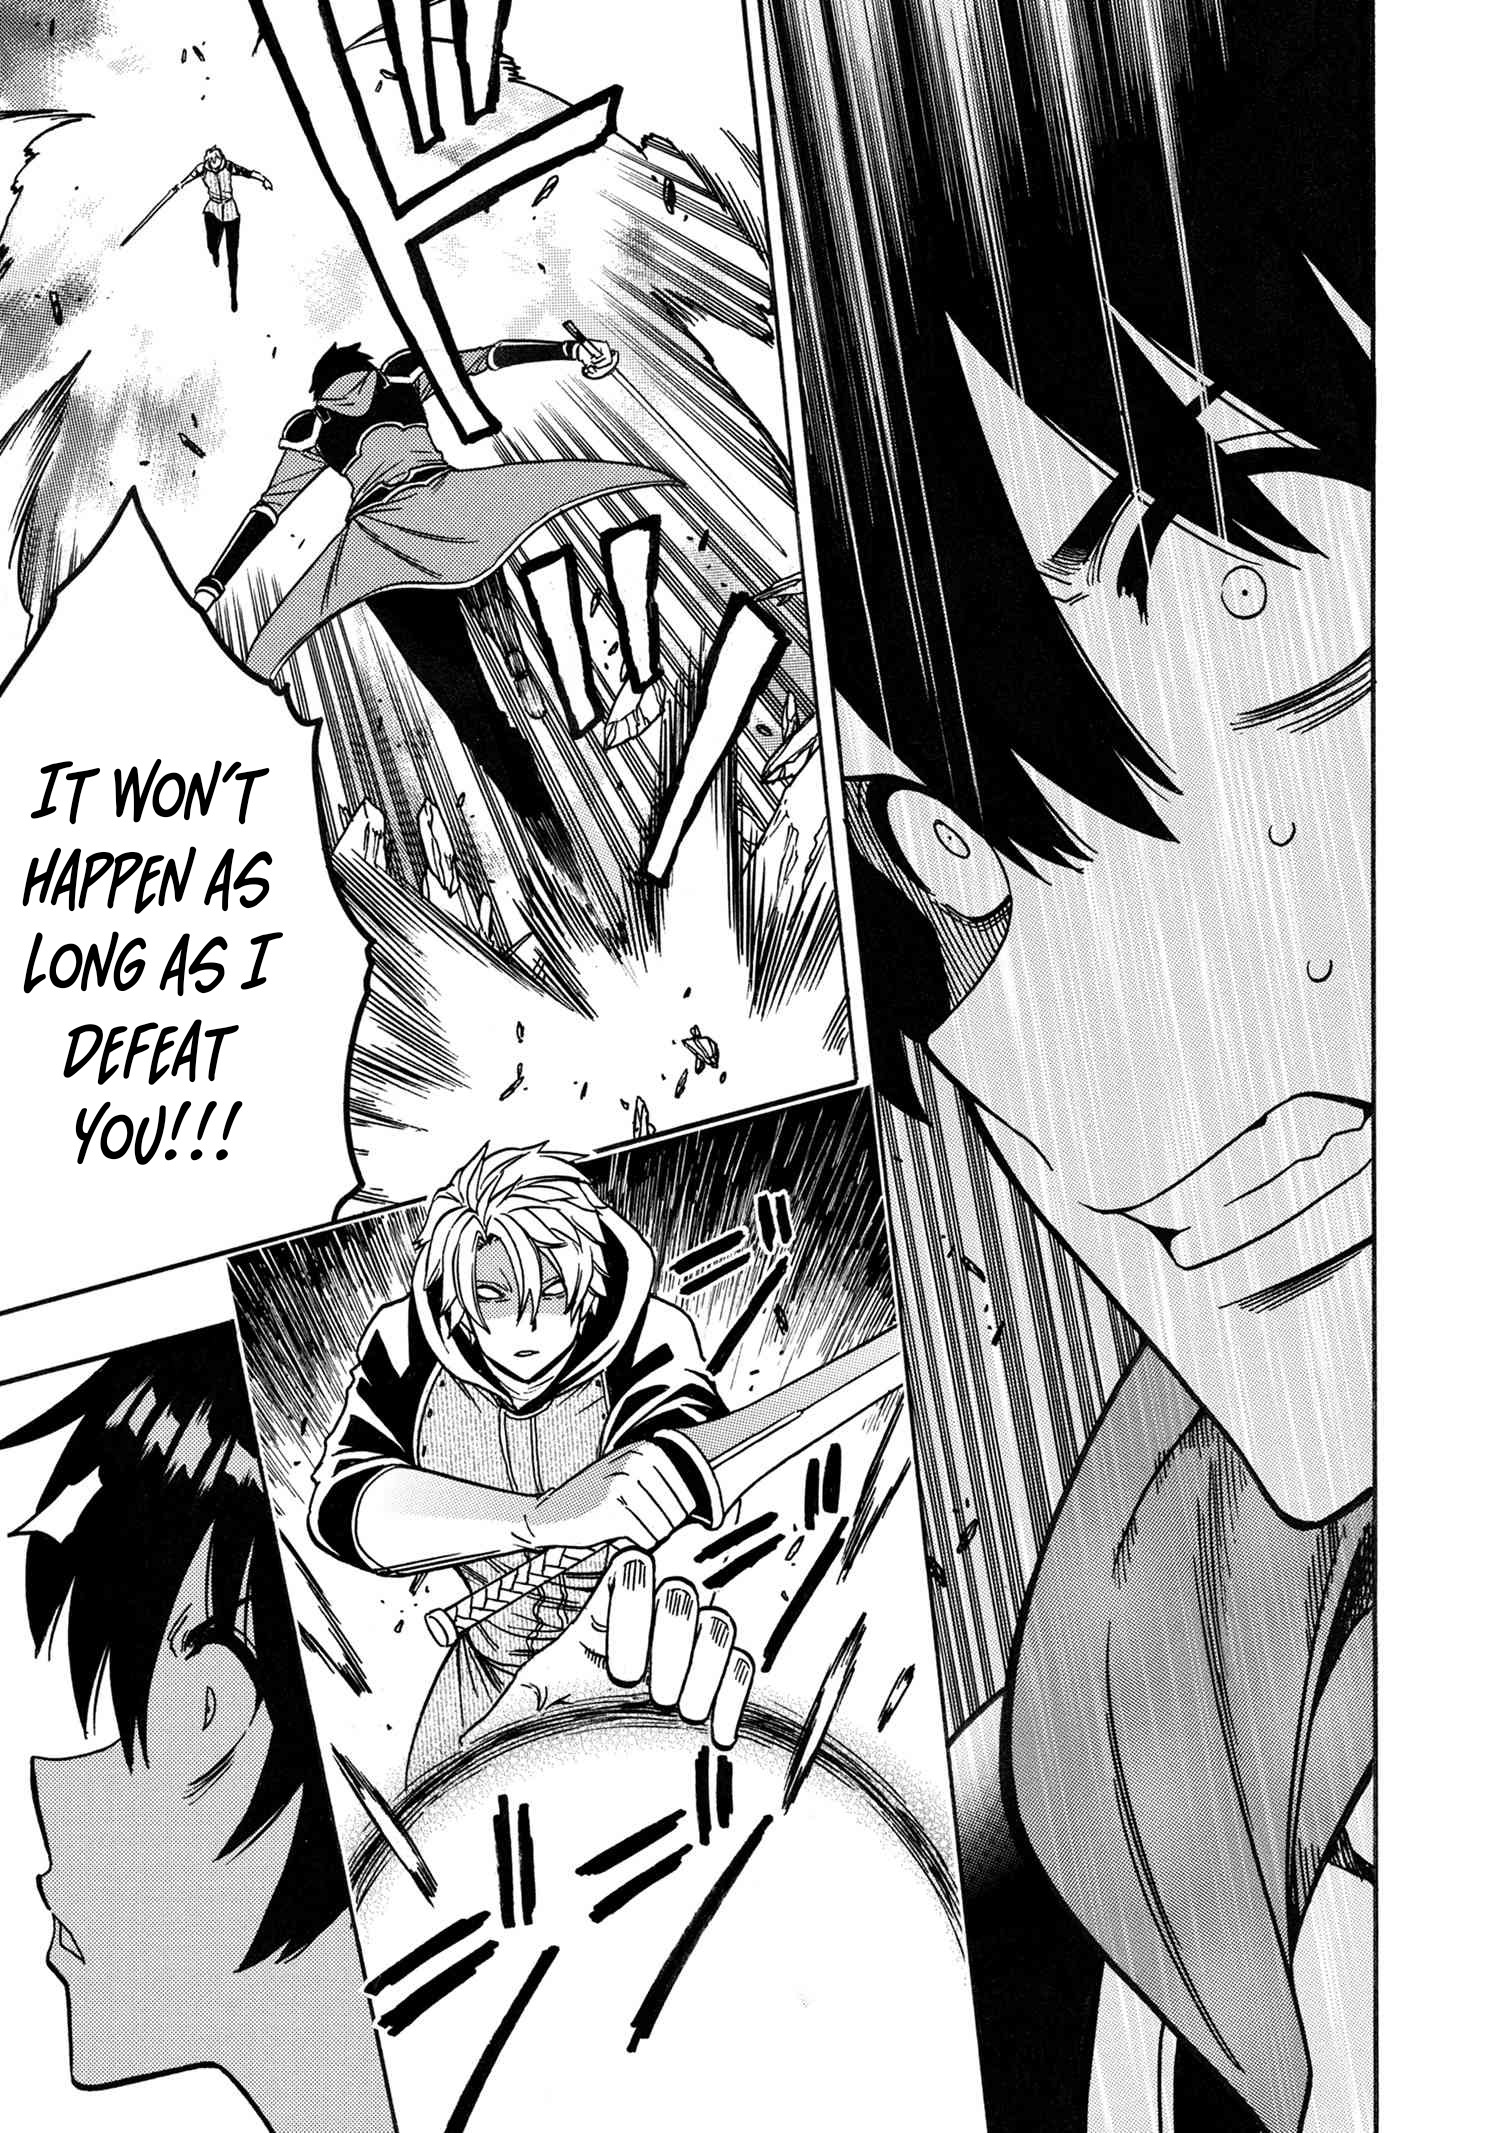 IT WON'T
HAPPEN AS
LONG AS I
DEFEAT
YOU!!!